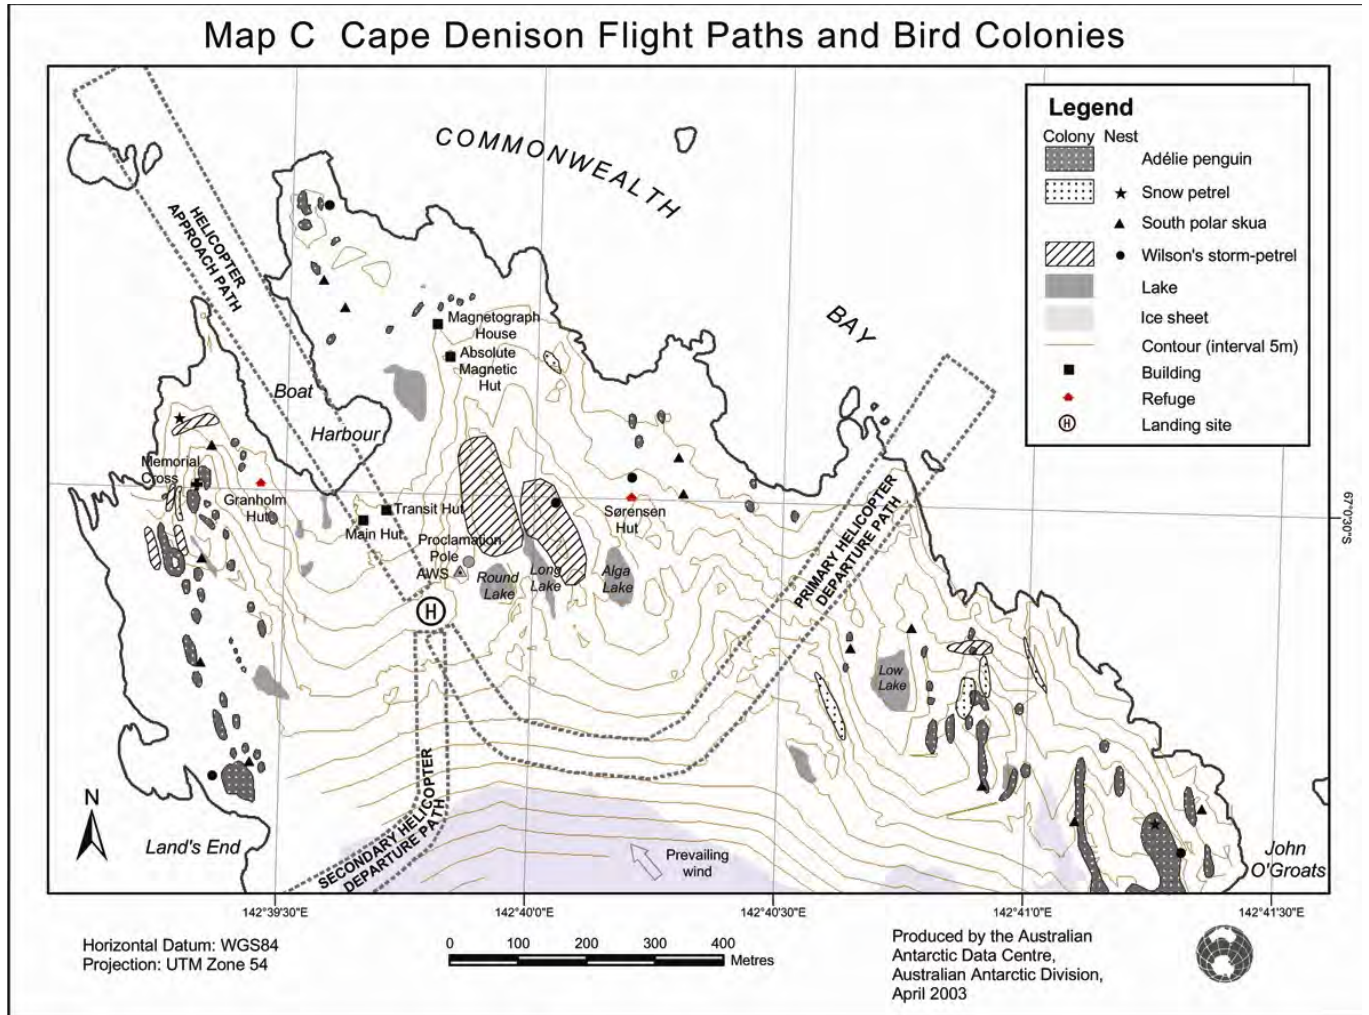 Map C Cape Denison Flight Paths and Bird Colonies
COMMONWEALTH
BAY
Legend
Colony Nest
Adélie penguin
Snow petrel
South polar skua
Wilson's storm-petrel
Lake
Ice sheet
Contour (interval 5m)
Building
Refuge
H Landing site
HELICOPTER
APPROACH PATH
Magnetograph
House
Absolute
Magnetic
Hut
Boat
Harbour
Memorial
Cross
Granholm
Hut
Transit Hut
Main Hut
Proclamation
Pole
AWS
Round
Lake
Long
Lake
Alga
Lake
Sørensen
Hut
PRIMARY HELICOPTER
DEPARTURE PATH
67°0'30"S
H
Low
Lake
SECONDARY HELICOPTER
DEPARTURE PATH
N
Land's End
Prevailing
wind
John
O'Groats
142°39'30"E
142°40'0"E
142°40'30"E
142°41'0"E
142°41'30"E
Horizontal Datum: WGS84
Projection: UTM Zone 54
0 100 200 300 400
Metres
Produced by the Australian
Antarctic Data Centre,
Australian Antarctic Division,
April 2003